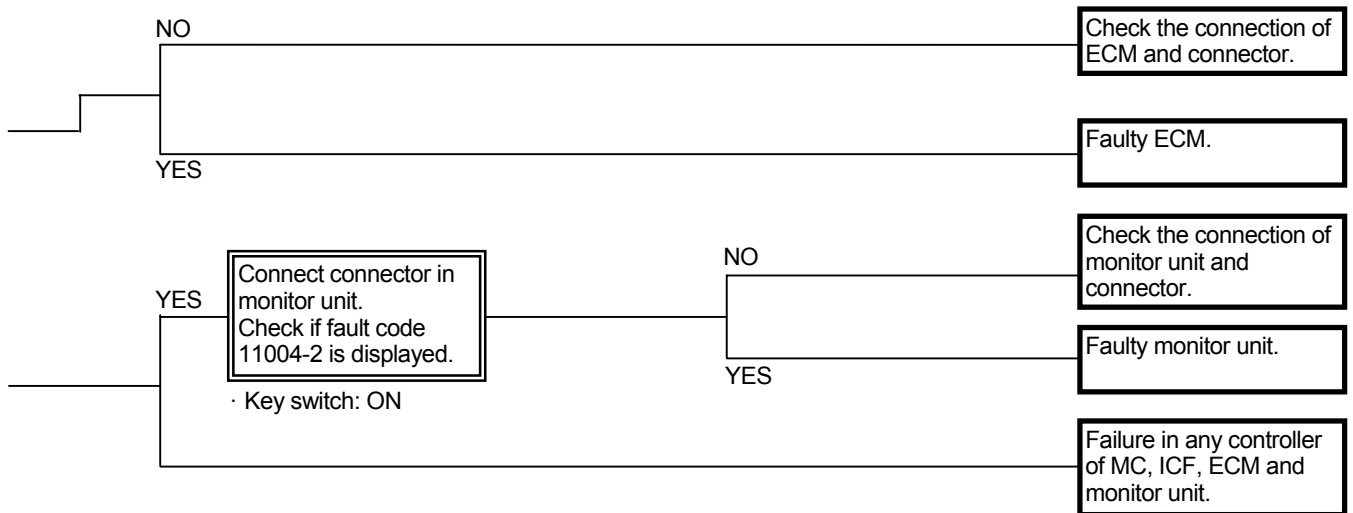 NO
Check the connection of
ECM and connector.
YES
Faulty ECM.
YES
Connect connector in
monitor unit.
Check if fault code
11004-2 is displayed.
· Key switch: ON
NO
Check the connection of
monitor unit and
connector.
YES
Faulty monitor unit.
Failure in any controller
of MC, ICF, ECM and
monitor unit.